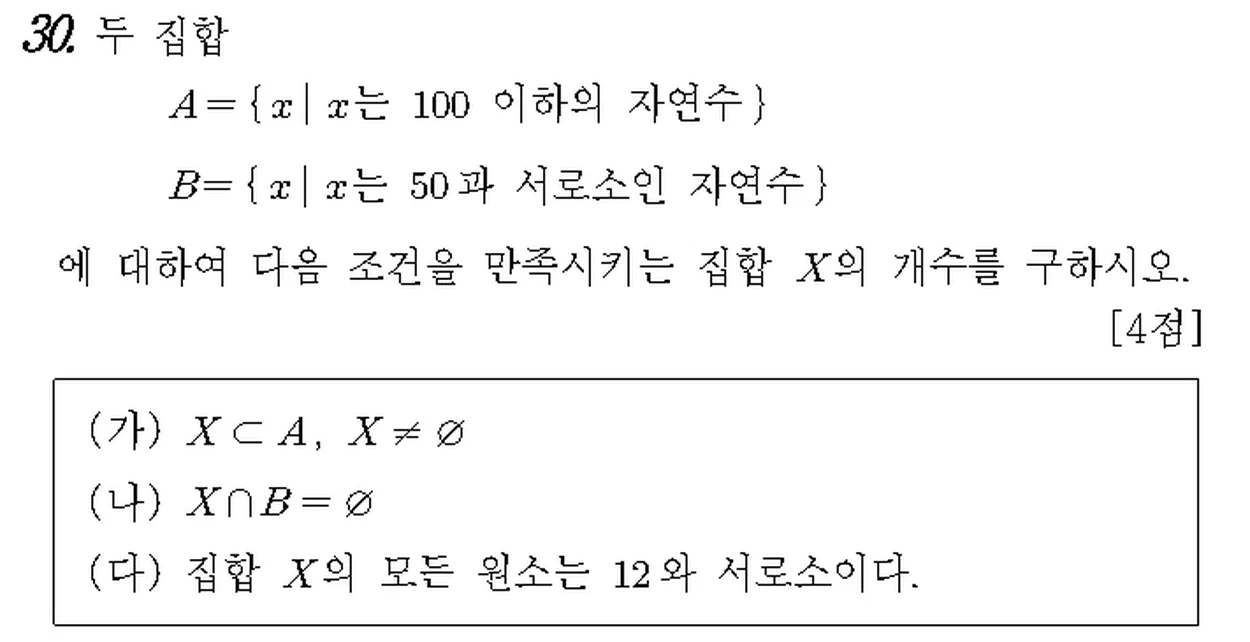 30. 두 집합
A={x| x는 100 이하의 자연수}
B={x| x는 50과 서로소인 자연수}
에 대하여 다음 조건을 만족시키는 집합 X의 개수를 구하시오.
[4점]
(가) X⊂A, X≠∅
(나) X∩B=∅
(다) 집합 X의 모든 원소는 12와 서로소이다.